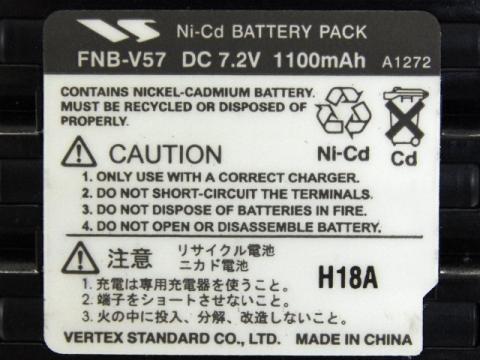 VS Ni-Cd BATTERY PACK
FNB-V57 DC 7.2V 1100mAh A1272
CONTAINS NICKEL-CADMIUM BATTERY.
MUST BE RECYCLED OR DISPOSED OF
PROPERLY.
Ni-Cd Cd
CAUTION
1. ONLY USE WITH A CORRECT CHARGER.
2. DO NOT SHORT-CIRCUIT THE TERMINALS.
3. DO NOT DISPOSE OF BATTERIES IN FIRE.
4. DO NOT OPEN OR DISASSEMBLE BATTERY.
注意 リサイクル電池
ニカド電池
H18A
1. 充電は専用充電器を使うこと。
2. 端子をショートさせないこと。
3. 火の中に投入、分解、改造しないこと。
VERTEX STANDARD CO., LTD. MADE IN CHINA